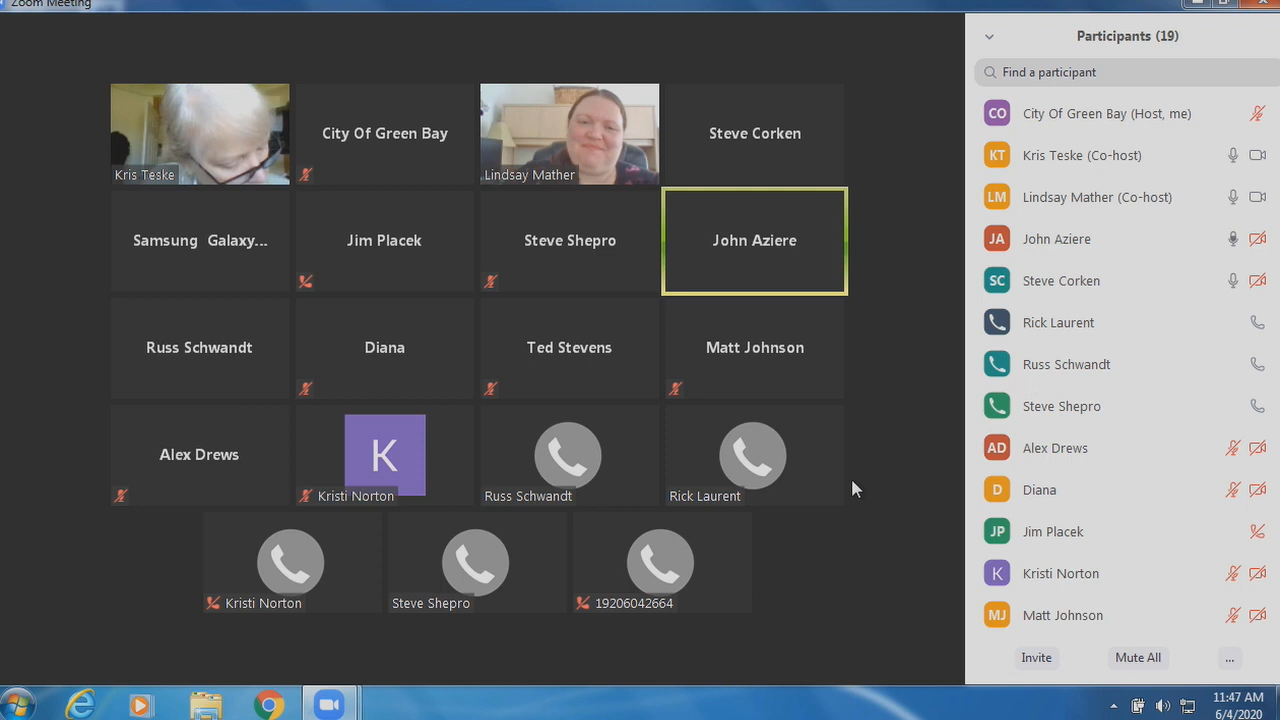 Zoom Meeting
Kris Teske
City Of Green Bay
Lindsay Mather
Steve Corken
Samsung Galaxy...
Jim Placek
Steve Shepro
John Aziere
Russ Schwandt
Diana
Ted Stevens
Matt Johnson
Alex Drews
K
Kristi Norton
Russ Schwandt
Rick Laurent
Kristi Norton
Steve Shepro
19206042664
Participants (19)
Find a participant
CO City Of Green Bay (Host, me)
KT Kris Teske (Co-host)
LM Lindsay Mather (Co-host)
JA John Aziere
SC Steve Corken
Rick Laurent
Russ Schwandt
Steve Shepro
AD Alex Drews
D Diana
JP Jim Placek
K Kristi Norton
MJ Matt Johnson
Invite Mute All ...
11:47 AM
6/4/2020